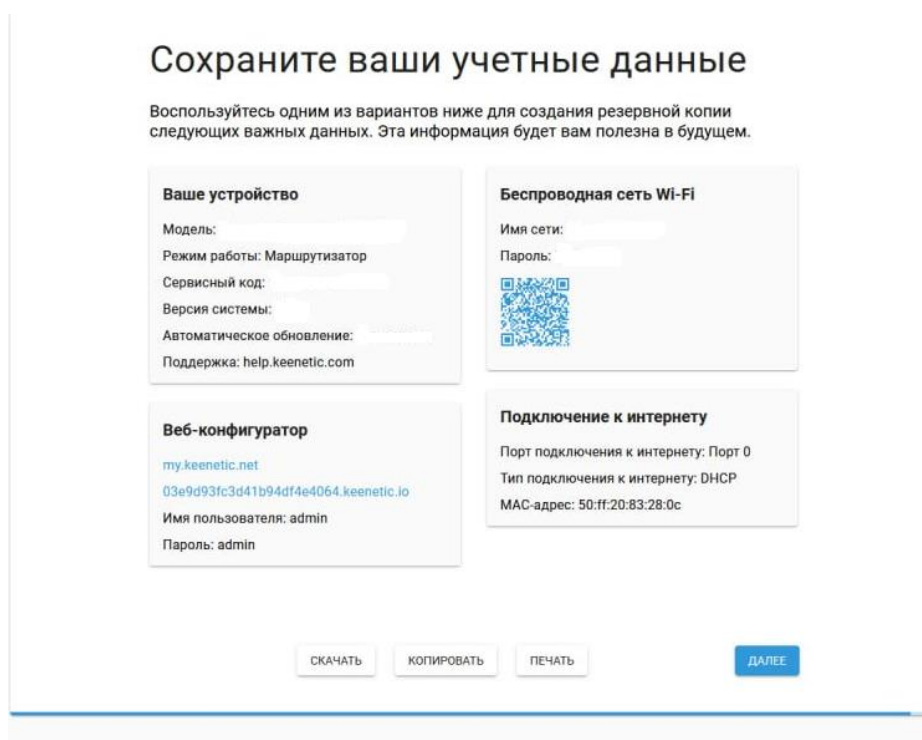 Сохраните ваши учетные данные
Воспользуйтесь одним из вариантов ниже для создания резервной копии
следующих важных данных. Эта информация будет вам полезна в будущем.
Ваше устройство
Модель:
Режим работы: Маршрутизатор
Сервисный код:
Версия системы:
Автоматическое обновление:
Поддержка: help.keenetic.com
Беспроводная сеть Wi-Fi
Имя сети:
Пароль:
Веб-конфигуратор
my.keenetic.net
03e9d93fc3d41b94df4e4064.keenetic.io
Имя пользователя: admin
Пароль: admin
Подключение к интернету
Порт подключения к интернету: Порт 0
Тип подключения к интернету: DHCP
MAC-адрес: 50:ff:20:83:28:0c
СКАЧАТЬ
КОПИРОВАТЬ
ПЕЧАТЬ
ДАЛЕЕ